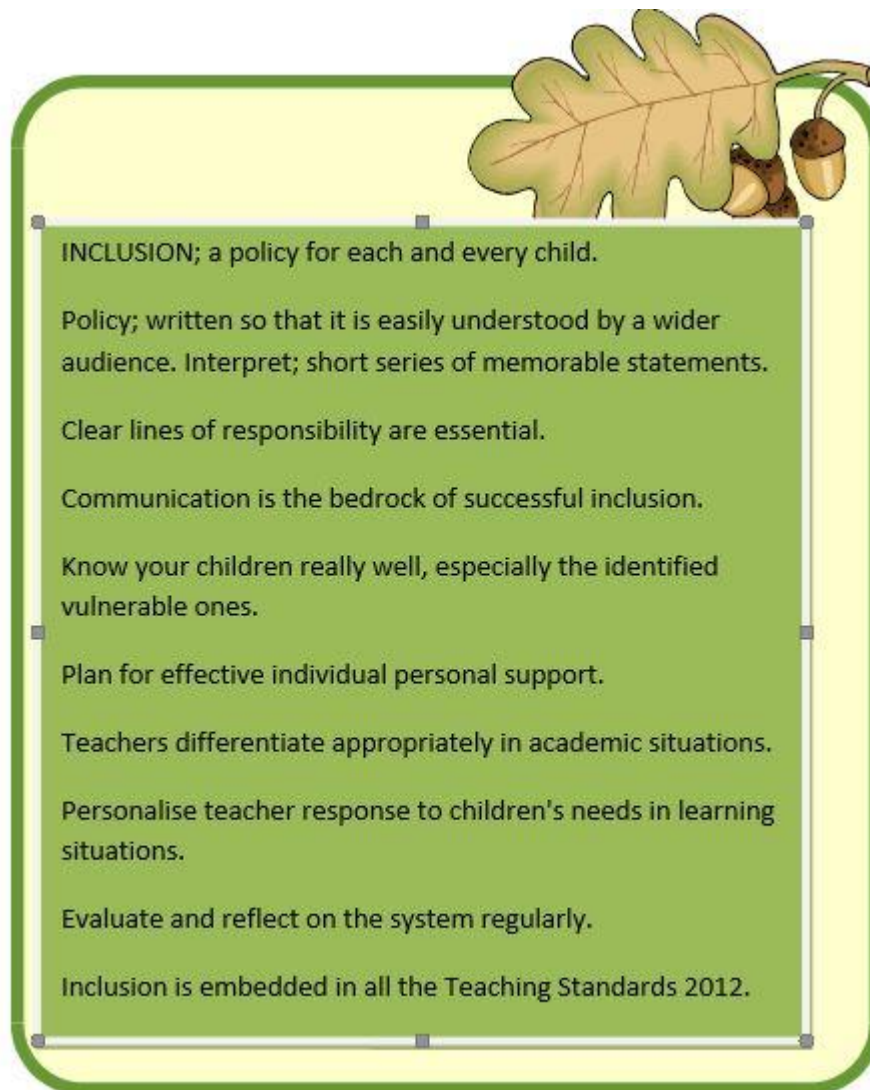 INCLUSION; a policy for each and every child.
Policy; written so that it is easily understood by a wider
audience. Interpret; short series of memorable statements.
Clear lines of responsibility are essential.
Communication is the bedrock of successful inclusion.
Know your children really well, especially the identified
vulnerable ones.
Plan for effective individual personal support.
Teachers differentiate appropriately in academic situations.
Personalise teacher response to children's needs in learning
situations.
Evaluate and reflect on the system regularly.
Inclusion is embedded in all the Teaching Standards 2012.